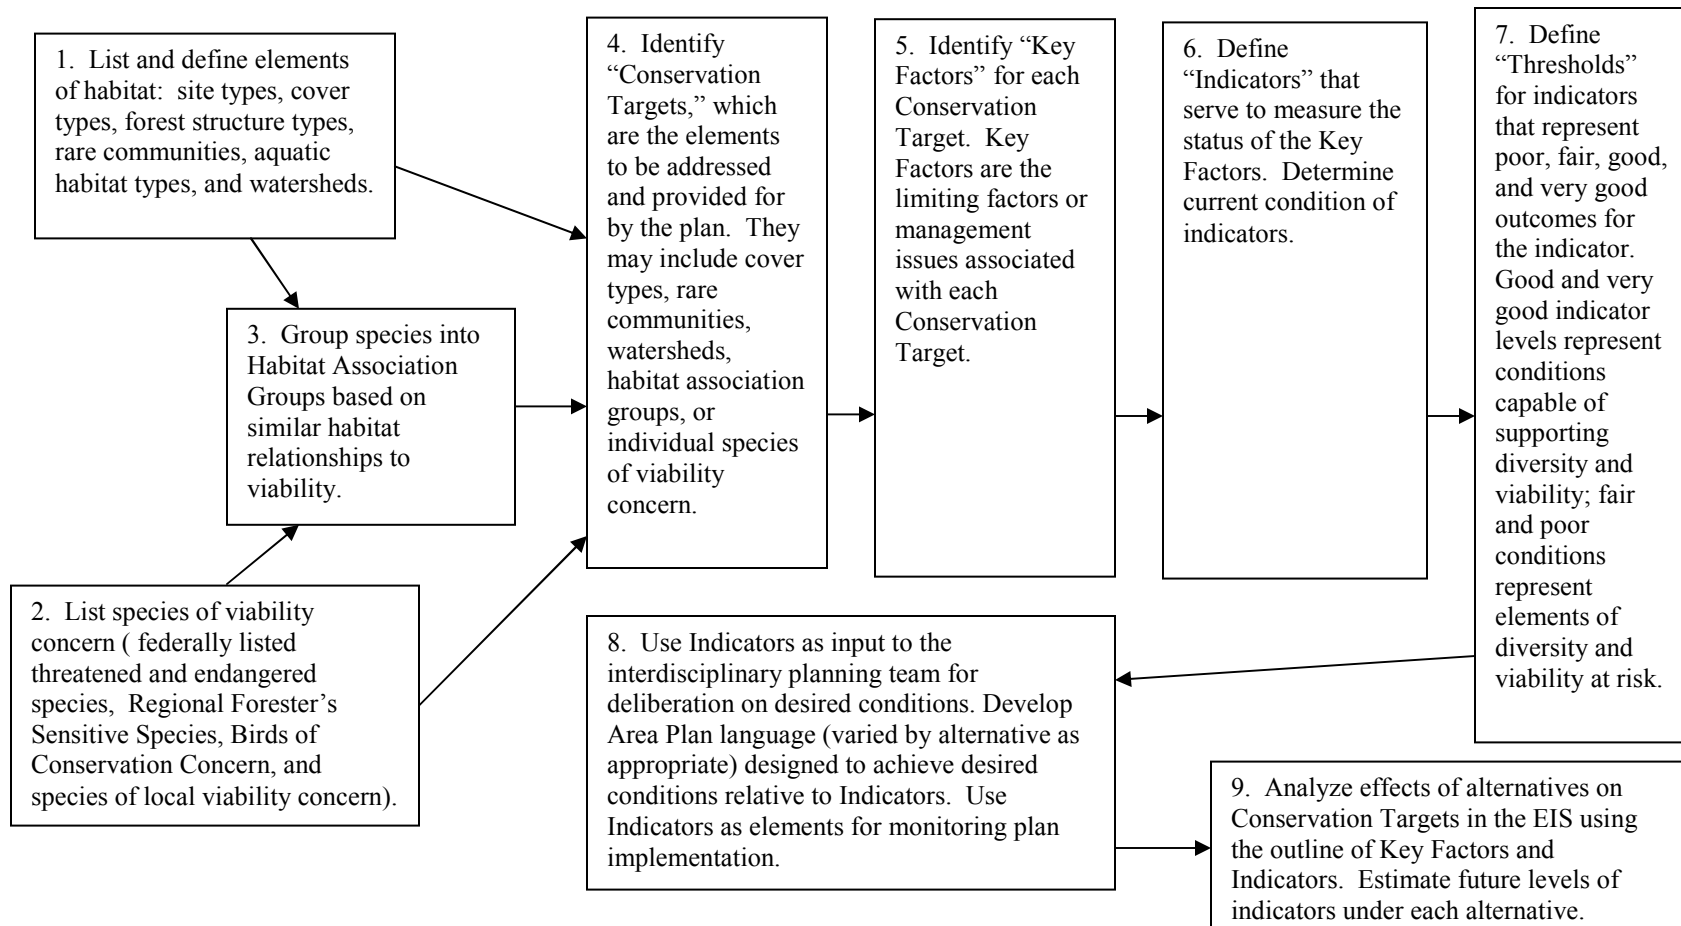 1.  List and define elements
of habitat:  site types, cover
types, forest structure types,
rare communities, aquatic
habitat types, and watersheds.
2.  List species of viability
concern ( federally listed
threatened and endangered
species,  Regional Forester’s
Sensitive Species, Birds of
Conservation Concern, and
species of local viability concern).
3.  Group species into
Habitat Association
Groups based on
similar habitat
relationships to
viability.
4.  Identify
“Conservation
Targets,” which
are the elements
to be addressed
and provided for
by the plan.  They
may include cover
types, rare
communities,
watersheds,
habitat association
groups, or
individual species
of viability
concern.
5.  Identify “Key
Factors” for each
Conservation
Target.  Key
Factors are the
limiting factors or
management
issues associated
with each
Conservation
Target.
6.  Define
“Indicators” that
serve to measure the
status of the Key
Factors.  Determine
current condition of
indicators.
7.  Define
“Thresholds”
for indicators
that represent
poor, fair, good,
and very good
outcomes for
the indicator.
Good and very
good indicator
levels represent
conditions
capable of
supporting
diversity and
viability; fair
and poor
conditions
represent
elements of
diversity and
viability at risk.
8.  Use Indicators as input to the
interdisciplinary planning team for
deliberation on desired conditions. Develop
Area Plan language (varied by alternative as
appropriate) designed to achieve desired
conditions relative to Indicators.  Use
Indicators as elements for monitoring plan
implementation.
9.  Analyze effects of alternatives on
Conservation Targets in the EIS using
the outline of Key Factors and
Indicators.  Estimate future levels of
indicators under each alternative.